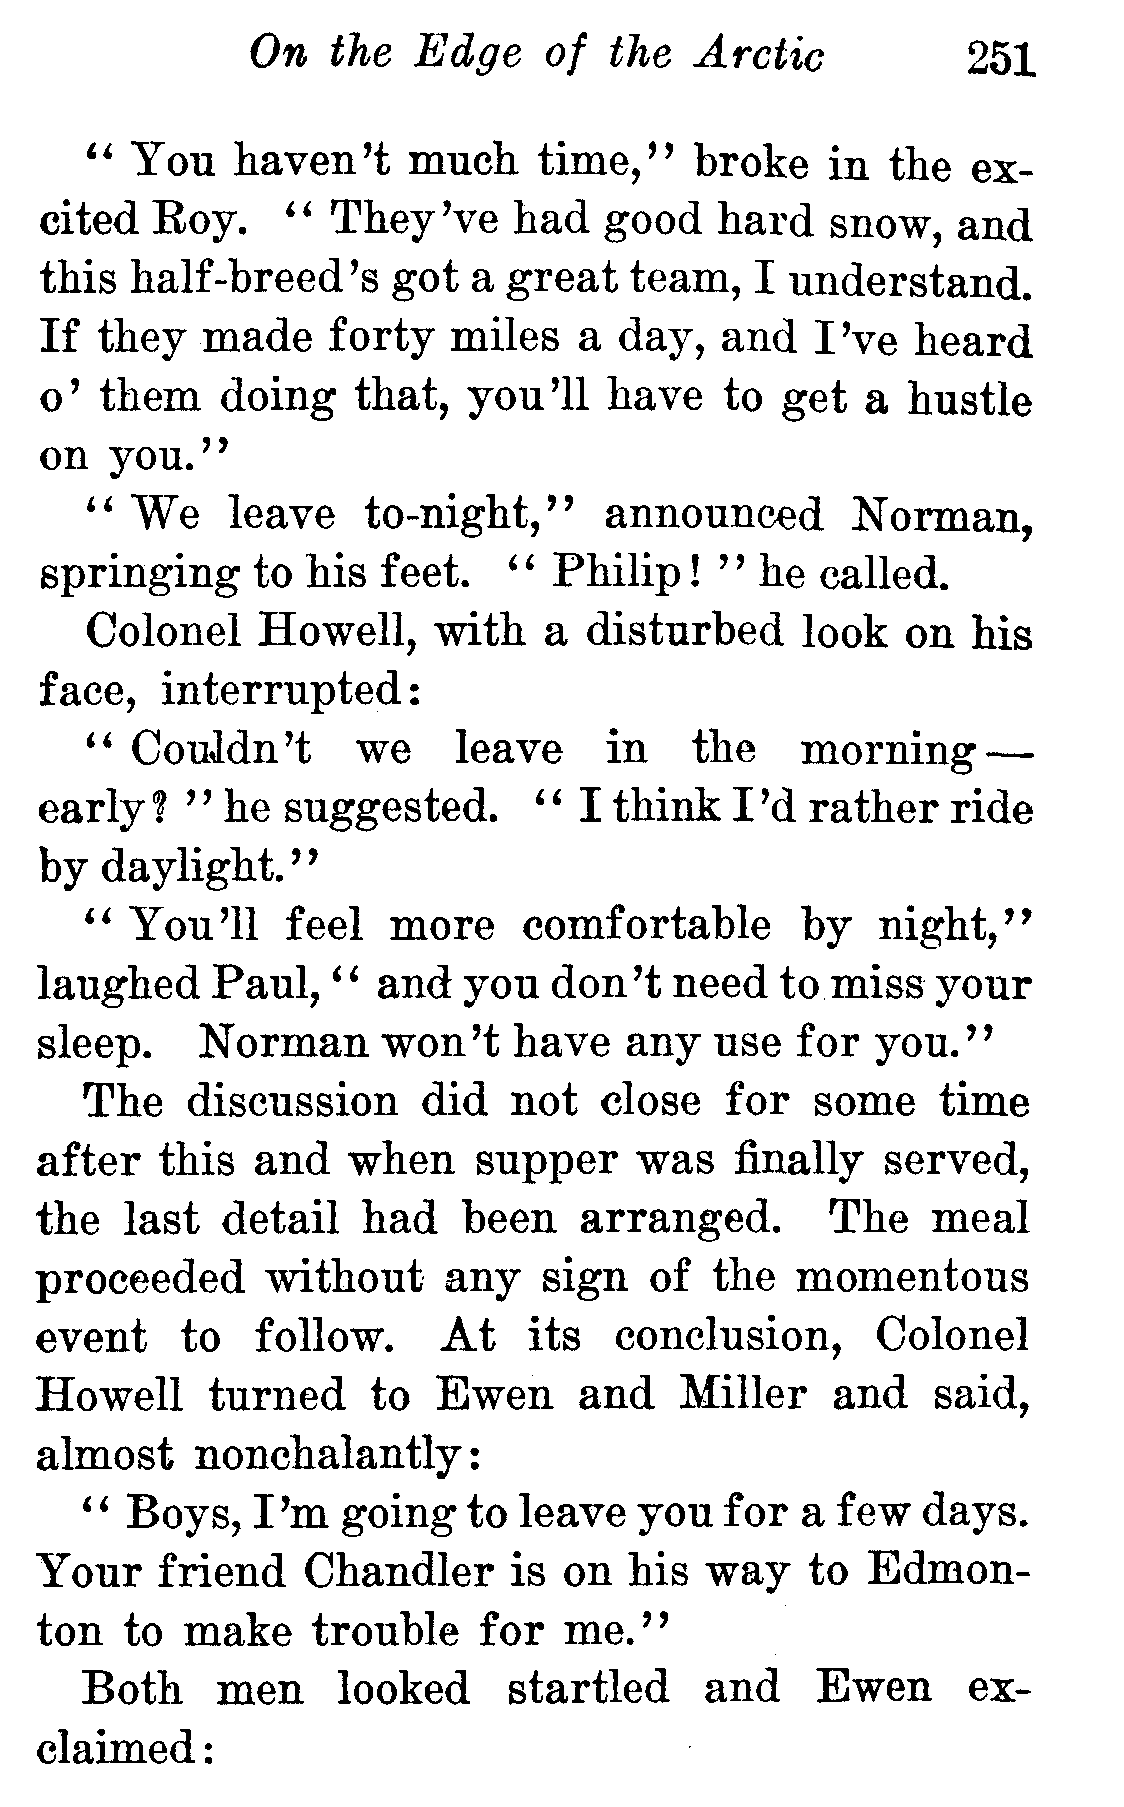 On the Edge of the Arctic 251
“ You haven’t much time,” broke in the ex-
cited Roy. “ They’ve had good hard snow, and
this half-breed’s got a great team, I understand.
If they made forty miles a day, and I’ve heard
o’ them doing that, you’ll have to get a hustle
on you.”
“ We leave to-night,” announced Norman,
springing to his feet. “ Philip! ” he called.
Colonel Howell, with a disturbed look on his
face, interrupted:
“ Couldn’t we leave in the morning—
early? ” he suggested. “ I think I’d rather ride
by daylight.”
“ You’ll feel more comfortable by night,”
laughed Paul, “ and you don’t need to miss your
sleep. Norman won’t have any use for you.”
The discussion did not close for some time
after this and when supper was finally served,
the last detail had been arranged. The meal
proceeded without any sign of the momentous
event to follow. At its conclusion, Colonel
Howell turned to Ewen and Miller and said,
almost nonchalantly:
“ Boys, I’m going to leave you for a few days.
Your friend Chandler is on his way to Edmon-
ton to make trouble for me.”
Both men looked startled and Ewen ex-
claimed: